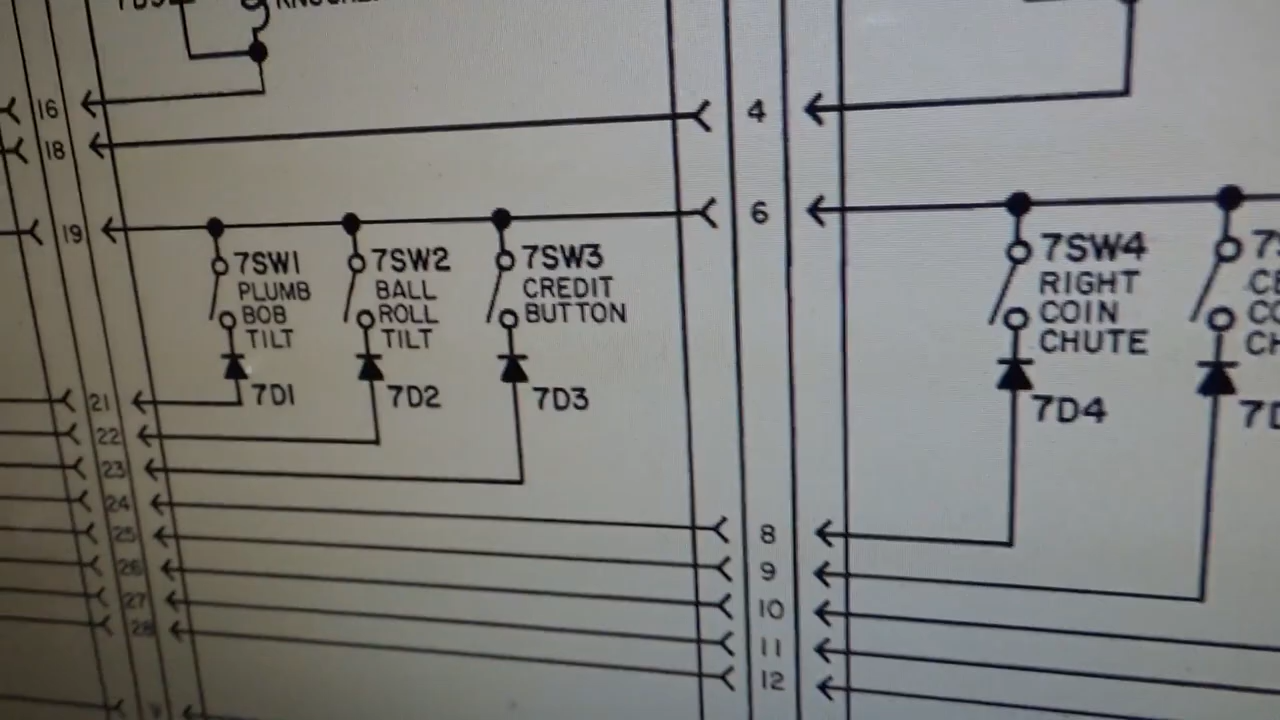 16
18
4
19
6
7SW1
PLUMB
BOB
TILT
7SW2
BALL
ROLL
TILT
7SW3
CREDIT
BUTTON
7SW4
RIGHT
COIN
CHUTE
7D1
7D2
7D3
7D4
21
22
23
24
25
26
27
28
8
9
10
11
12